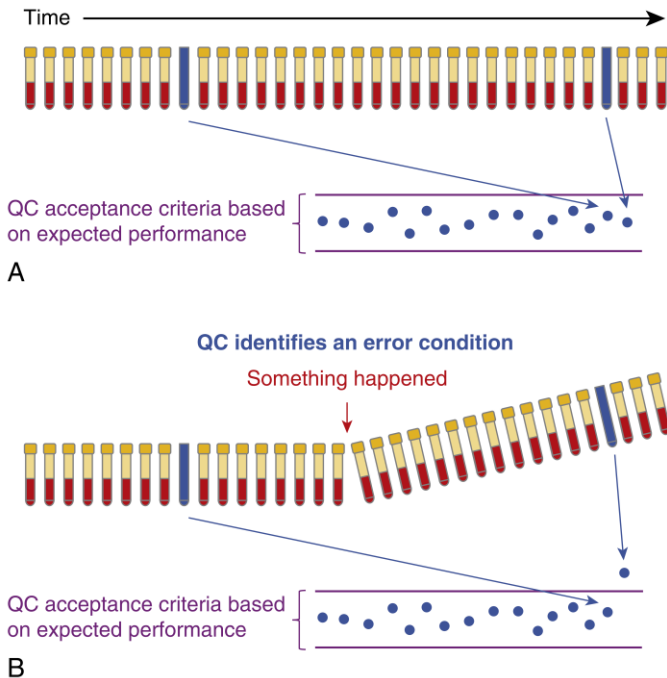 Time
QC acceptance criteria based
on expected performance
A
QC identifies an error condition
Something happened
QC acceptance criteria based
on expected performance
B